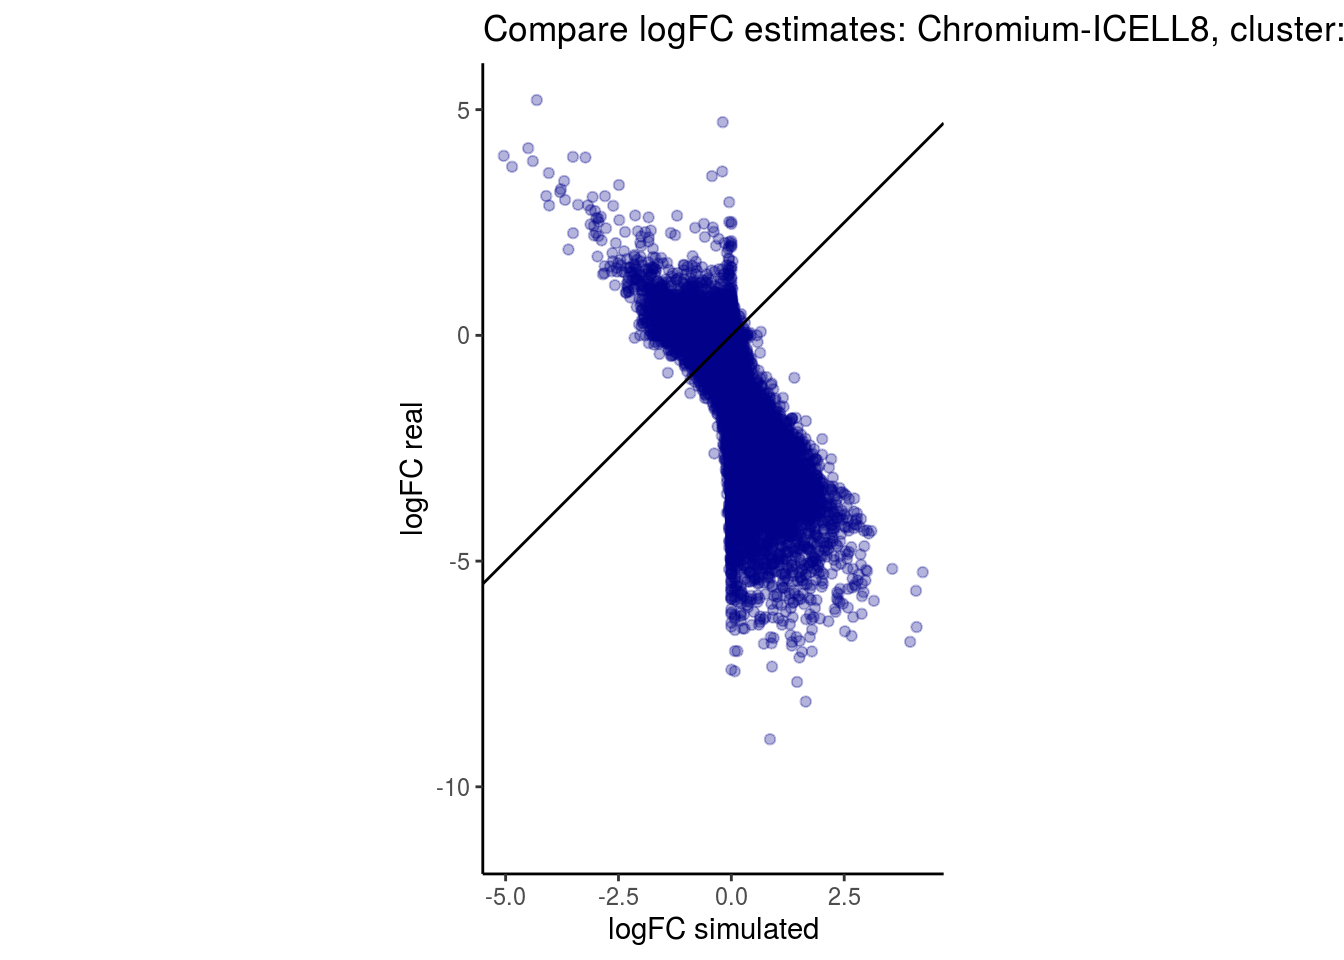 Compare logFC estimates: Chromium-ICELL8, cluster:
5
0
-5
-10
logFC real
-5.0 -2.5 0.0 2.5
logFC simulated